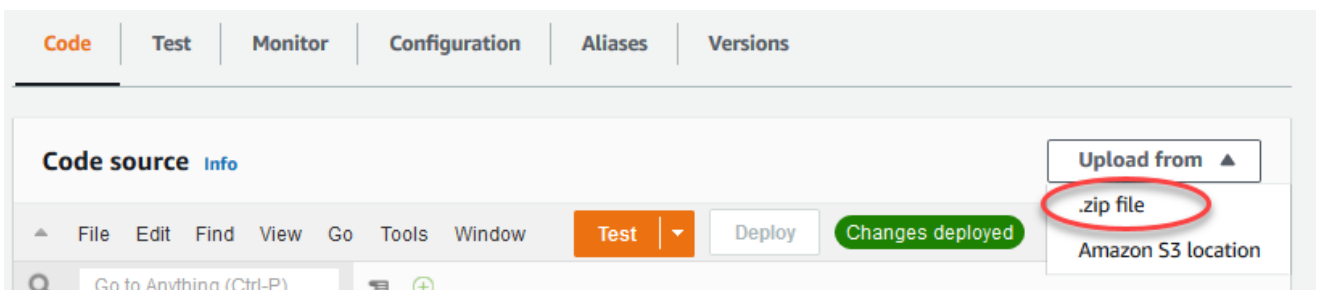 Code Test Monitor Configuration Aliases Versions
Code source Info
Upload from
.zip file
File Edit Find View Go Tools Window Test Deploy Changes deployed
Amazon S3 location
Go to Anything (Ctrl-P)